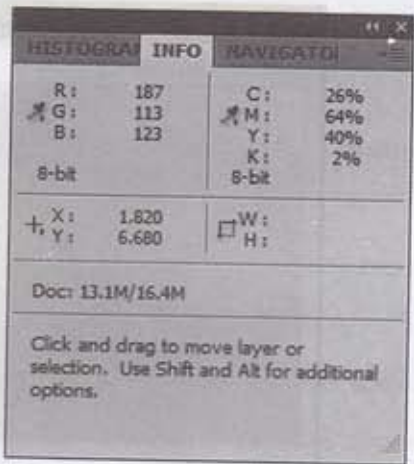 HISTOGRA INFO NAVIGATO
R: 187 C: 26%
G: 113 M: 64%
B: 123 Y: 40%
K: 2%
8-bit 8-bit
X: 1.820 W:
Y: 6.680 H:
Doc: 13.1M/16.4M
Click and drag to move layer or
selection. Use Shift and Alt for additional
options.